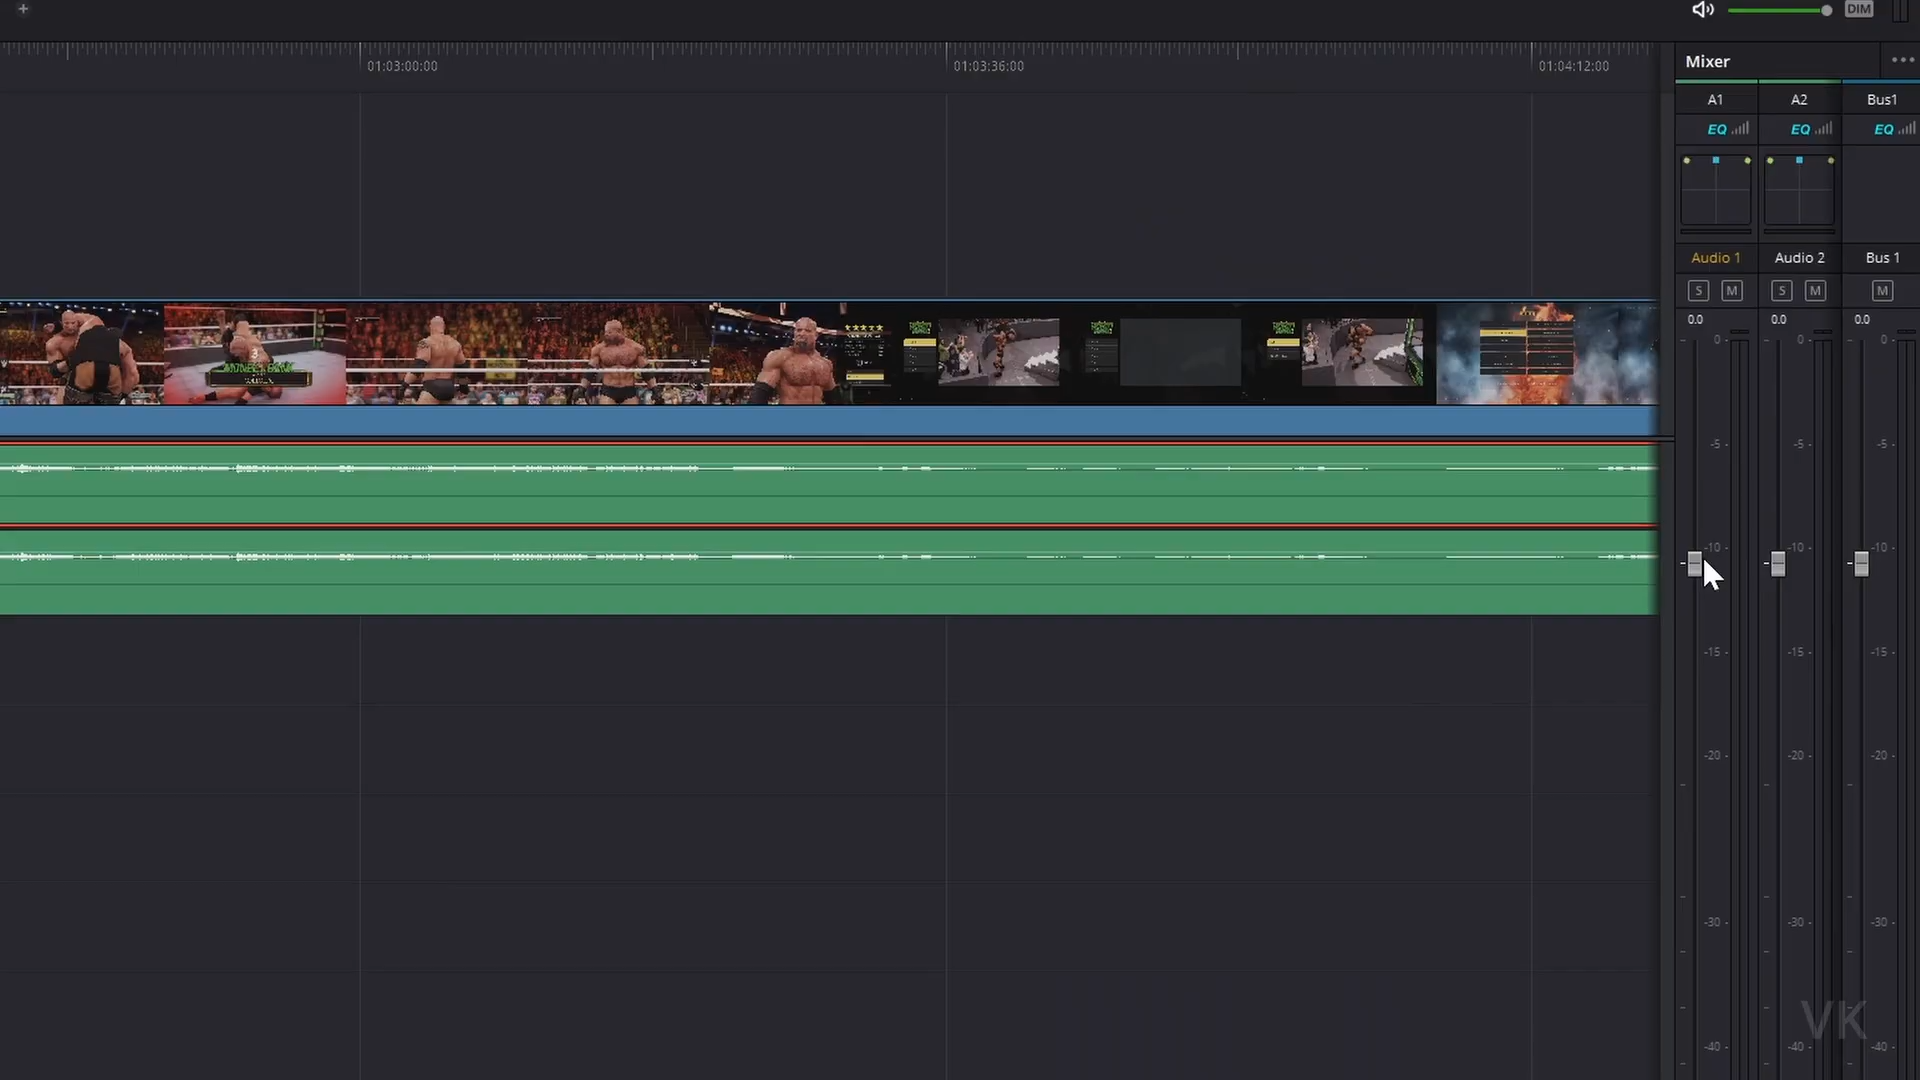 +
DIM
01:03:00:00
01:03:36:00
01:04:12:00
Mixer
A1 A2 Bus1
EQ EQ EQ
Audio 1 Audio 2 Bus 1
S M S M M
0.0 0.0 0.0
0 0 0
-5 -5 -5
-10 -10 -10
-15 -15 -15
-20 -20 -20
-30 -30 -30
-40 -40 -40
3
VK